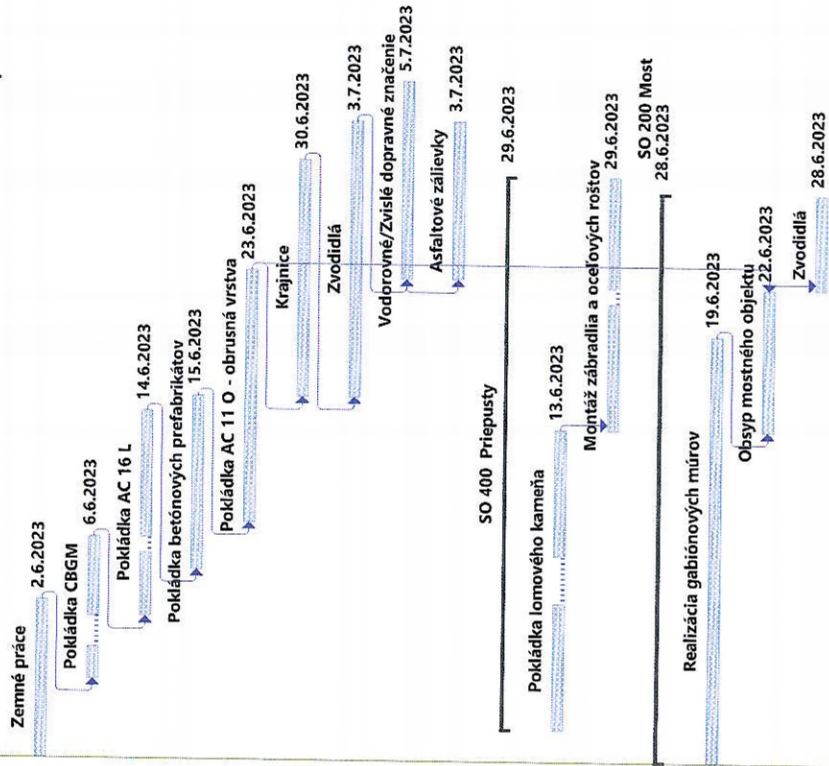 Zemné práce
2.6.2023
Pokládka CBGM
6.6.2023
Pokládka AC 16 L
14.6.2023
Pokládka betónových prefabrikátov
15.6.2023
Pokládka AC 11 O - obrusná vrstva
23.6.2023
Krajnice
30.6.2023
Zvodidlá
3.7.2023
Vodorovné/Zvislé dopravné značenie
5.7.2023
Asfaltové zálievky
3.7.2023
SO 400 Priepusty
29.6.2023
Pokládka lomového kameňa
13.6.2023
Montáž zábradlia a oceľových roštov
29.6.2023
SO 200 Most
28.6.2023
Realizácia gabiónových múrov
19.6.2023
Obsyp mostného objektu
22.6.2023
Zvodidlá
28.6.2023